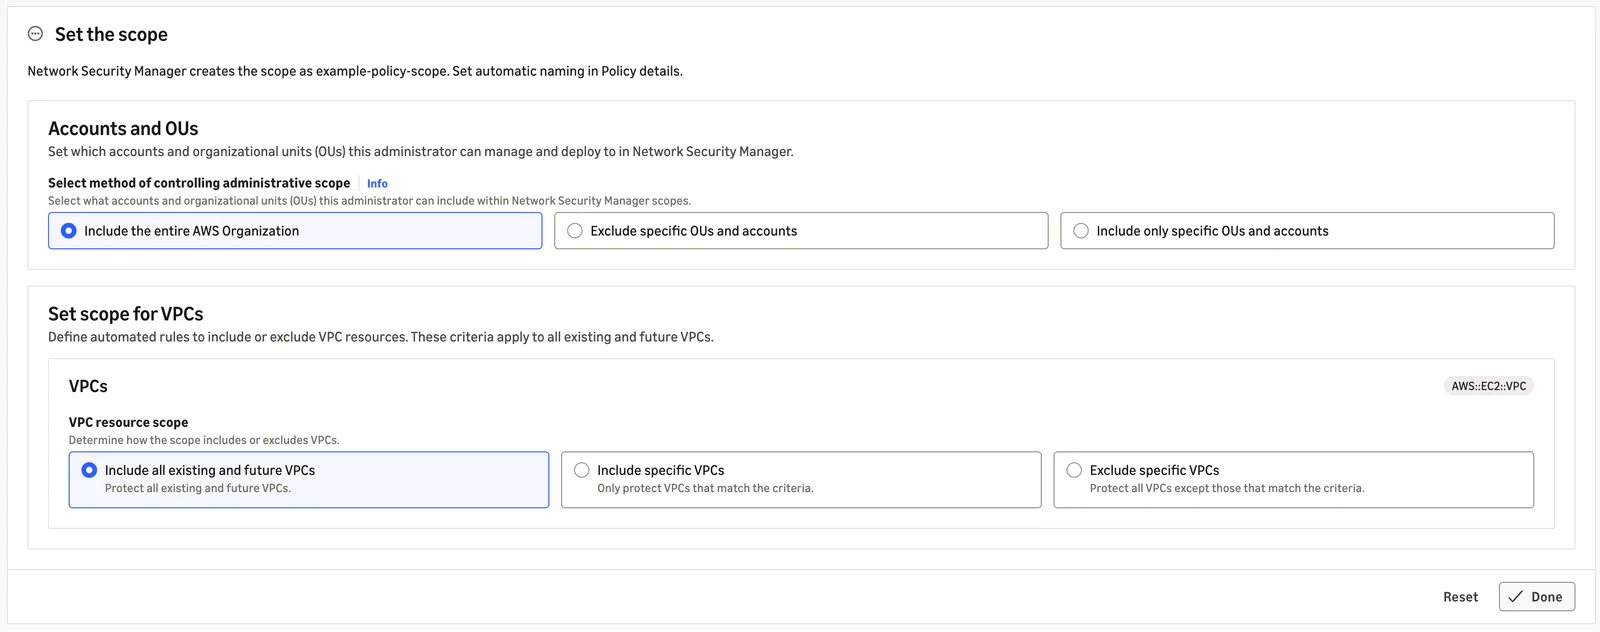 Set the scope
Network Security Manager creates the scope as example-policy-scope. Set automatic naming in Policy details.
Accounts and OUs
Set which accounts and organizational units (OUs) this administrator can manage and deploy to in Network Security Manager.
Select method of controlling administrative scope Info
Select what accounts and organizational units (OUs) this administrator can include within Network Security Manager scopes.
Include the entire AWS Organization
Exclude specific OUs and accounts
Include only specific OUs and accounts
Set scope for VPCs
Define automated rules to include or exclude VPC resources. These criteria apply to all existing and future VPCs.
VPCs
AWS::EC2::VPC
VPC resource scope
Determine how the scope includes or excludes VPCs.
Include all existing and future VPCs
Protect all existing and future VPCs.
Include specific VPCs
Only protect VPCs that match the criteria.
Exclude specific VPCs
Protect all VPCs except those that match the criteria.
Reset
Done